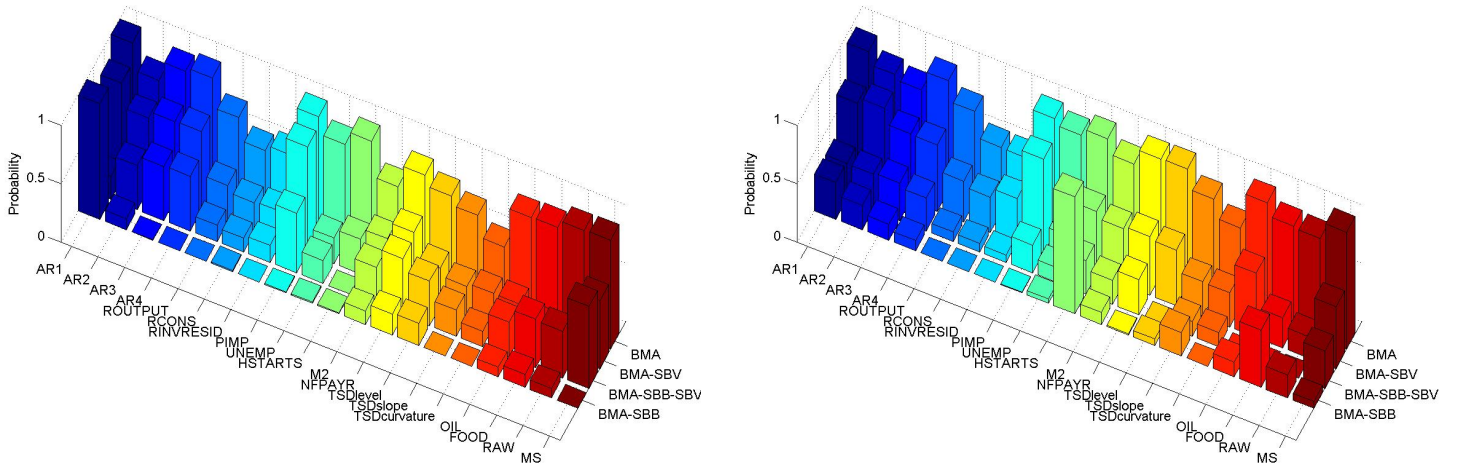 1
0.5
0
Probability
AR1
AR2
AR3
AR4
ROUTPUT
RCONS
RINVRESID
PIMP
UNEMP
HSTARTS
M2
NFPAYR
TSDlevel
TSDslope
TSDcurvature
OIL
FOOD
RAW
MS
BMA
BMA-SBV
BMA-SBB-SBV
BMA-SBB
1
0.5
0
Probability
AR1
AR2
AR3
AR4
ROUTPUT
RCONS
RINVRESID
PIMP
UNEMP
HSTARTS
M2
NFPAYR
TSDlevel
TSDslope
TSDcurvature
OIL
FOOD
RAW
MS
BMA
BMA-SBV
BMA-SBB-SBV
BMA-SBB